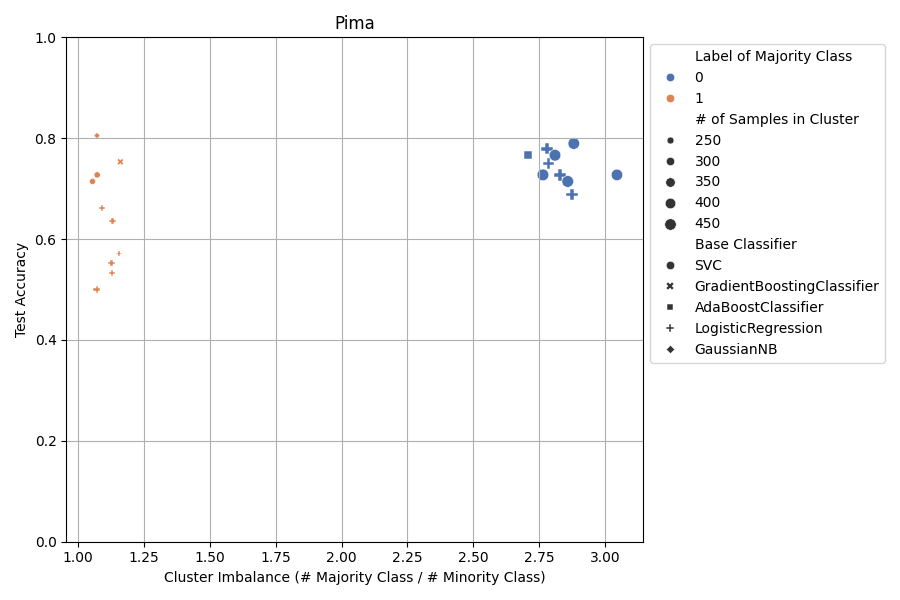 Pima
1.0
0.8
0.6
0.4
0.2
0.0
Test Accuracy
1.00
1.25
1.50
1.75
2.00
2.25
2.50
2.75
3.00
Cluster Imbalance (# Majority Class / # Minority Class)
Label of Majority Class
0
1
# of Samples in Cluster
250
300
350
400
450
Base Classifier
SVC
GradientBoostingClassifier
AdaBoostClassifier
LogisticRegression
GaussianNB